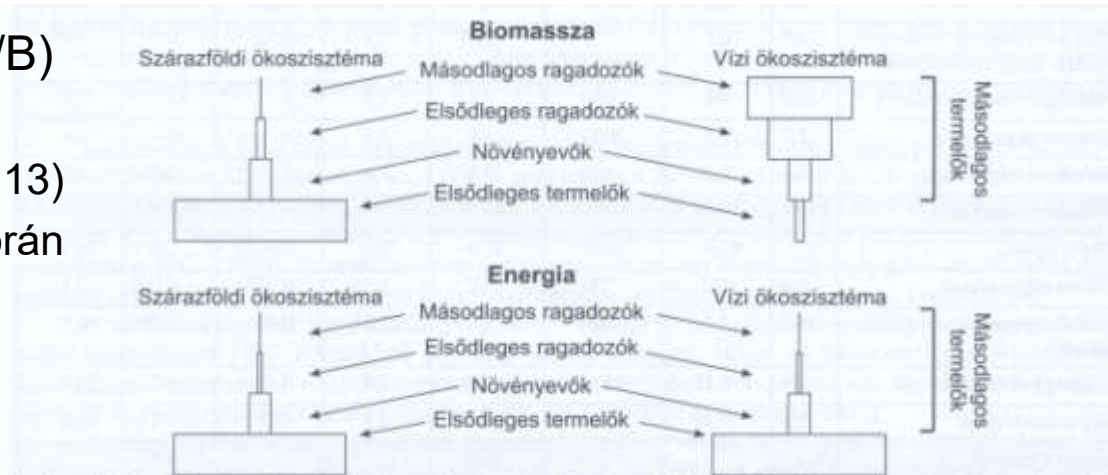 /B)
13)
orán
Biomassza
Szárazföldi ökoszisztéma
Vízi ökoszisztéma
Másodlagos ragadozók
Elsődleges ragadozók
Növényevők
Elsődleges termelők
Másodlagos
termelők
Energia
Szárazföldi ökoszisztéma
Vízi ökoszisztéma
Másodlagos ragadozók
Elsődleges ragadozók
Növényevők
Elsődleges termelők
Másodlagos
termelők